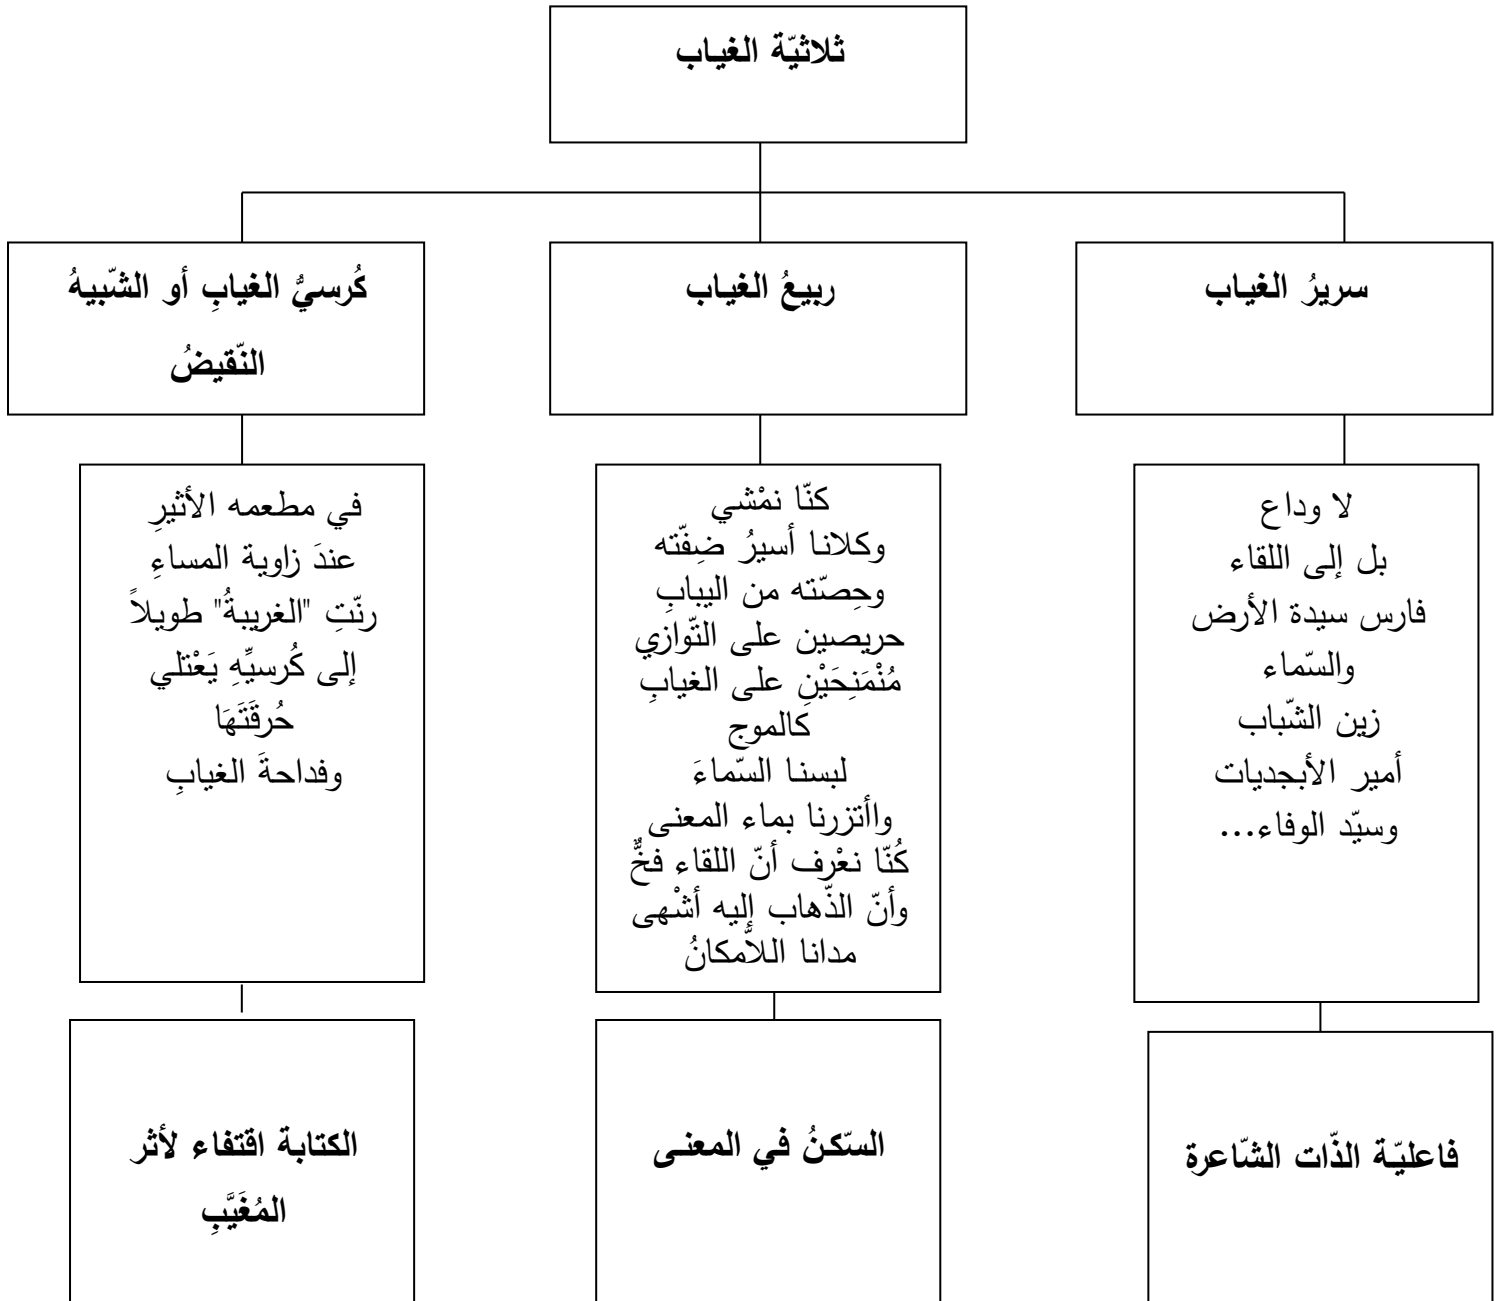 ثلاثيّة الغياب
سريرُ الغياب
ربيعُ الغياب
كُرسيُّ الغيابِ أو الشّبيهُ
النّقيضُ
لا وداع
بل إلى اللقاء
فارس سيدة الأرض
والسّماء
زين الشّباب
أمير الأبجديات
وسيّد الوفاء...
كنّا نمْشي
وكلانا أسيرُ ضِفّته
وحِصّته من اليبابِ
حريصين على التّوازي
مُنْمَنِحَيْنِ على الغيابِ
كالموج
لبسنا السّماءَ
واأتزرنا بماء المعنى
كُنّا نعْرف أنّ اللقاء فخٌّ
وأنّ الذّهاب إليه أشْهى
مدانا اللاّمكانُ
في مطعمه الأثيرِ
عندَ زاوية المساءِ
رنّتِ "الغريبةُ" طويلاً
إلى كُرسيِّهِ يَعْتلي
حُرقَتَهَا
وفداحةَ الغيابِ
فاعليّة الذّات الشّاعرة
السّكنُ في المعنى
الكتابة اقتفاء لأثر
المُغَيَّبِ